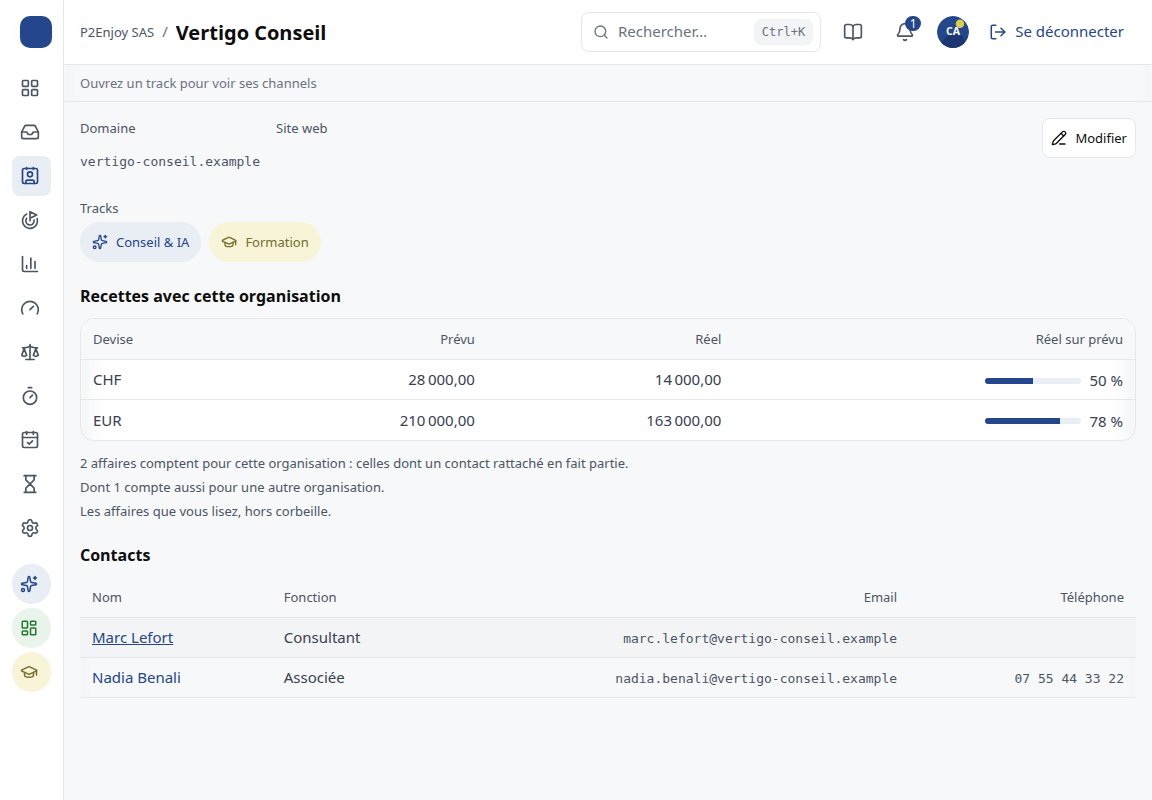 P2Enjoy SAS / Vertigo Conseil
Rechercher… Ctrl+K
1
CA
Se déconnecter
Ouvrez un track pour voir ses channels
Domaine Site web
Modifier
vertigo-conseil.example
Tracks
Conseil & IA Formation
Recettes avec cette organisation
Devise Prévu Réel Réel sur prévu
CHF 28 000,00 14 000,00 50 %
EUR 210 000,00 163 000,00 78 %
2 affaires comptent pour cette organisation : celles dont un contact rattaché en fait partie.
Dont 1 compte aussi pour une autre organisation.
Les affaires que vous lisez, hors corbeille.
Contacts
Nom Fonction Email Téléphone
Marc Lefort Consultant marc.lefort@vertigo-conseil.example
Nadia Benali Associée nadia.benali@vertigo-conseil.example 07 55 44 33 22